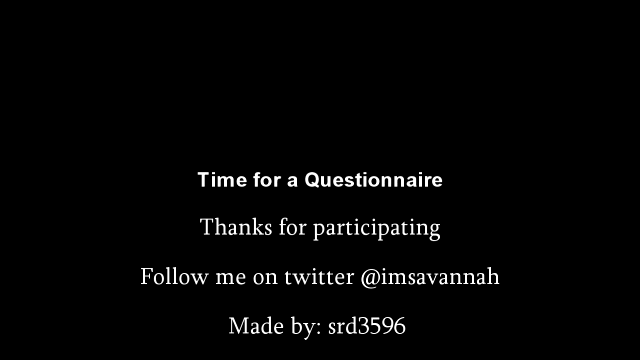 Time for a Questionnaire
Thanks for participating
Follow me on twitter @imsavannah
Made by: srd3596